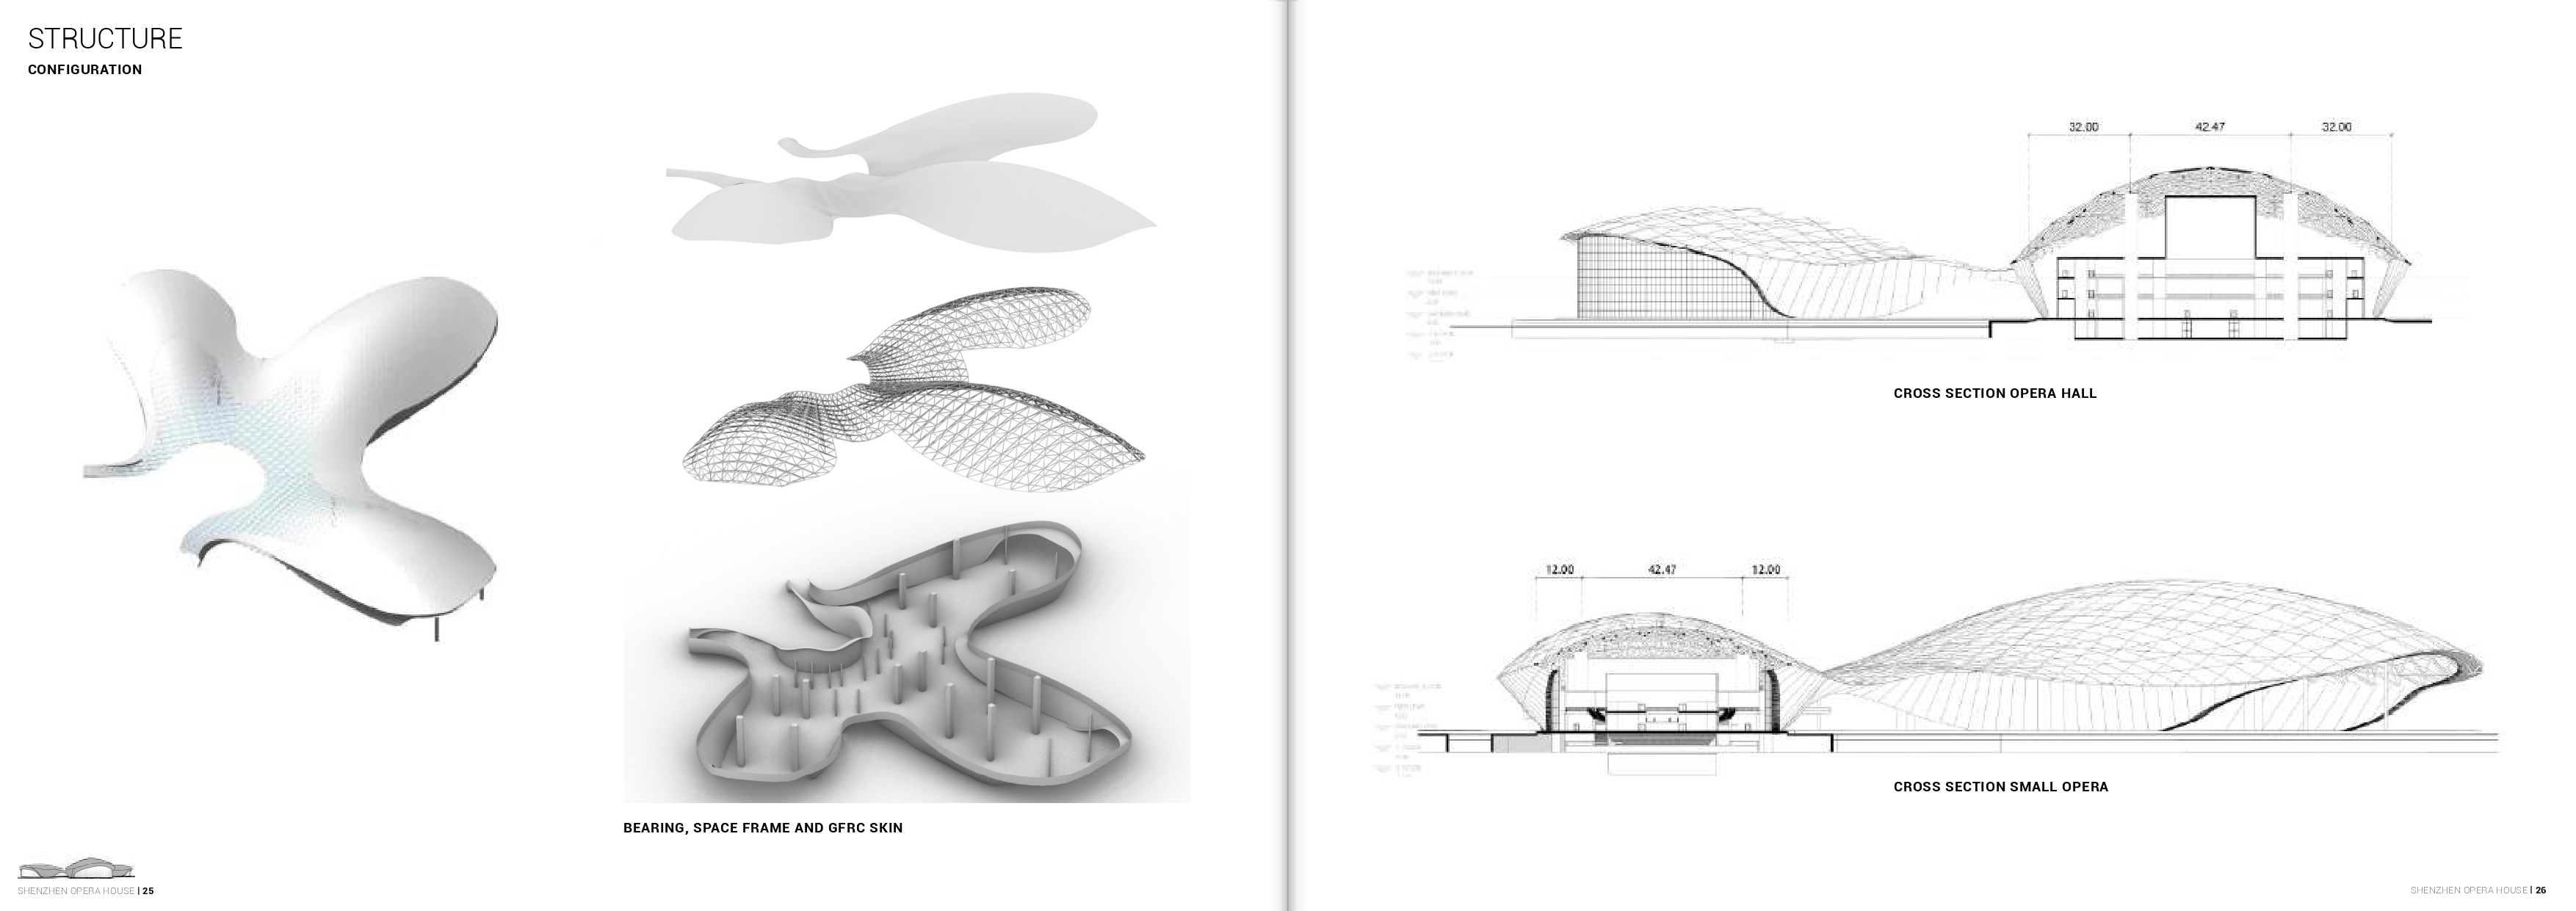 STRUCTURE
CONFIGURATION
BEARING, SPACE FRAME AND GFRC SKIN
SHENZHEN OPERA HOUSE | 25
32.00 42.47 32.00
CROSS SECTION OPERA HALL
12.00 42.47 12.00
CROSS SECTION SMALL OPERA
SHENZHEN OPERA HOUSE | 26